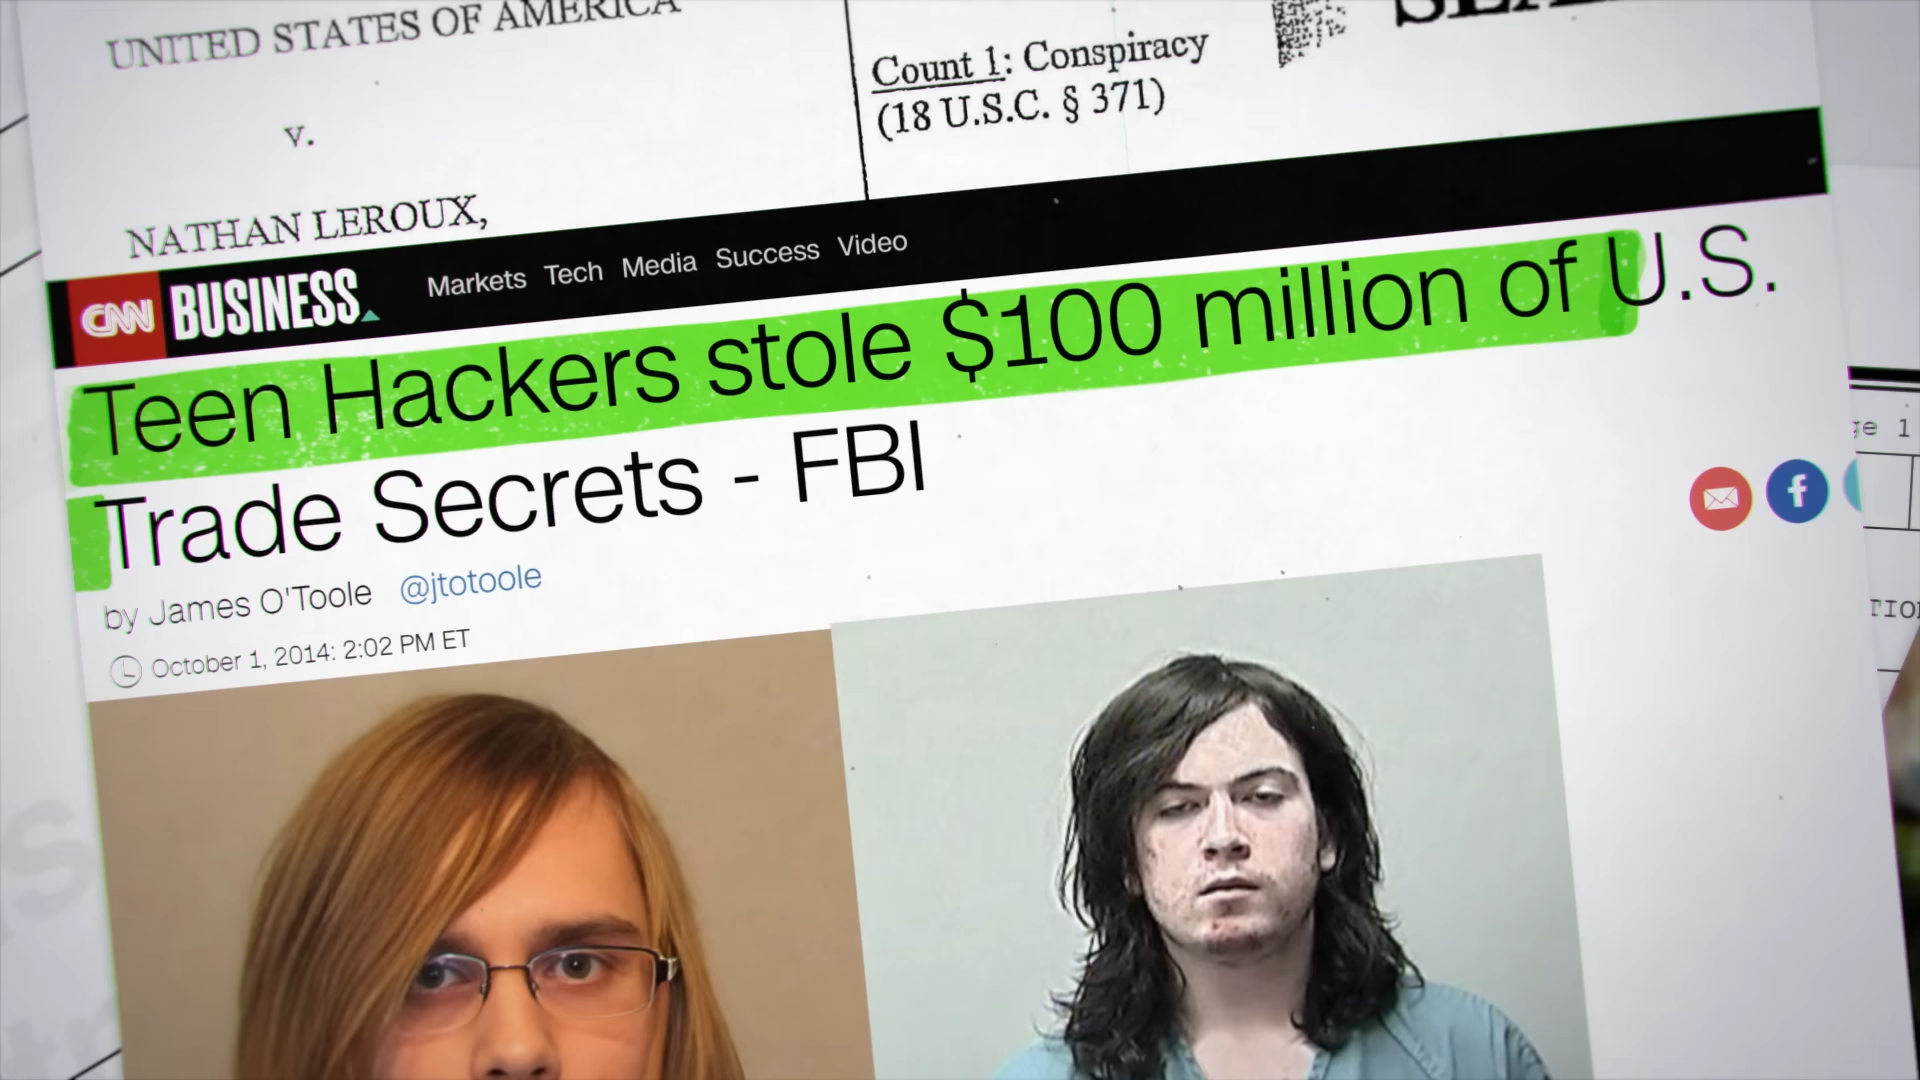 UNITED STATES OF AMERICA
v.
NATHAN LEROUX,
Count 1: Conspiracy
(18 U.S.C. § 371)
CNN BUSINESS
Markets Tech Media Success Video
Teen Hackers stole $100 million of U.S.
Trade Secrets - FBI
by James O'Toole @jtotoole
October 1, 2014: 2:02 PM ET
f
1